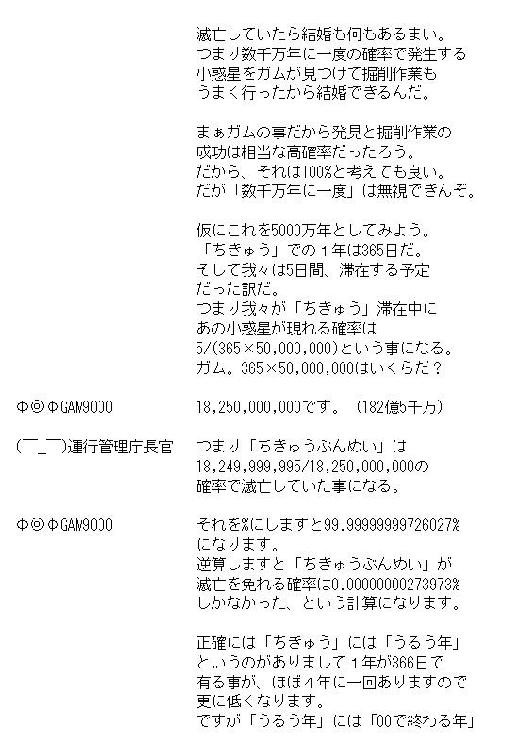 滅亡していたら結婚も何もあるまい。
つまり数千万年に一度の確率で発生する
小惑星をガムが見つけて掘削作業も
うまく行ったから結婚できるんだ。
まぁガムの事だから発見と掘削作業の
成功は相当な高確率だったろう。
だから、それは100%と考えても良い。
だが「数千万年に一度」は無視できんぞ。
仮にこれを5000万年としてみよう。
「ちきゅう」での１年は365日だ。
そして我々は5日間、滞在する予定
だった訳だ。
つまり我々が「ちきゅう」滞在中に
あの小惑星が現れる確率は
5/(365×50,000,000)という事になる。
ガム。365×50,000,000はいくらだ？
Φ◎ΦGAM9000 18,250,000,000です。（182億5千万）
(￣_￣)運行管理庁長官 つまり「ちきゅうぶんめい」は
18,249,999,995/18,250,000,000の
確率で滅亡していた事になる。
Φ◎ΦGAM9000 それを%にしますと99.99999999726027%
になります。
逆算しますと「ちきゅうぶんめい」が
滅亡を免れる確率は0.00000000273973%
しかなかった、という計算になります。
正確には「ちきゅう」には「うるう年」
というのがありまして１年が366日で
有る事が、ほぼ４年に一回ありますので
更に低くなります。
ですが「うるう年」には「00で終わる年」